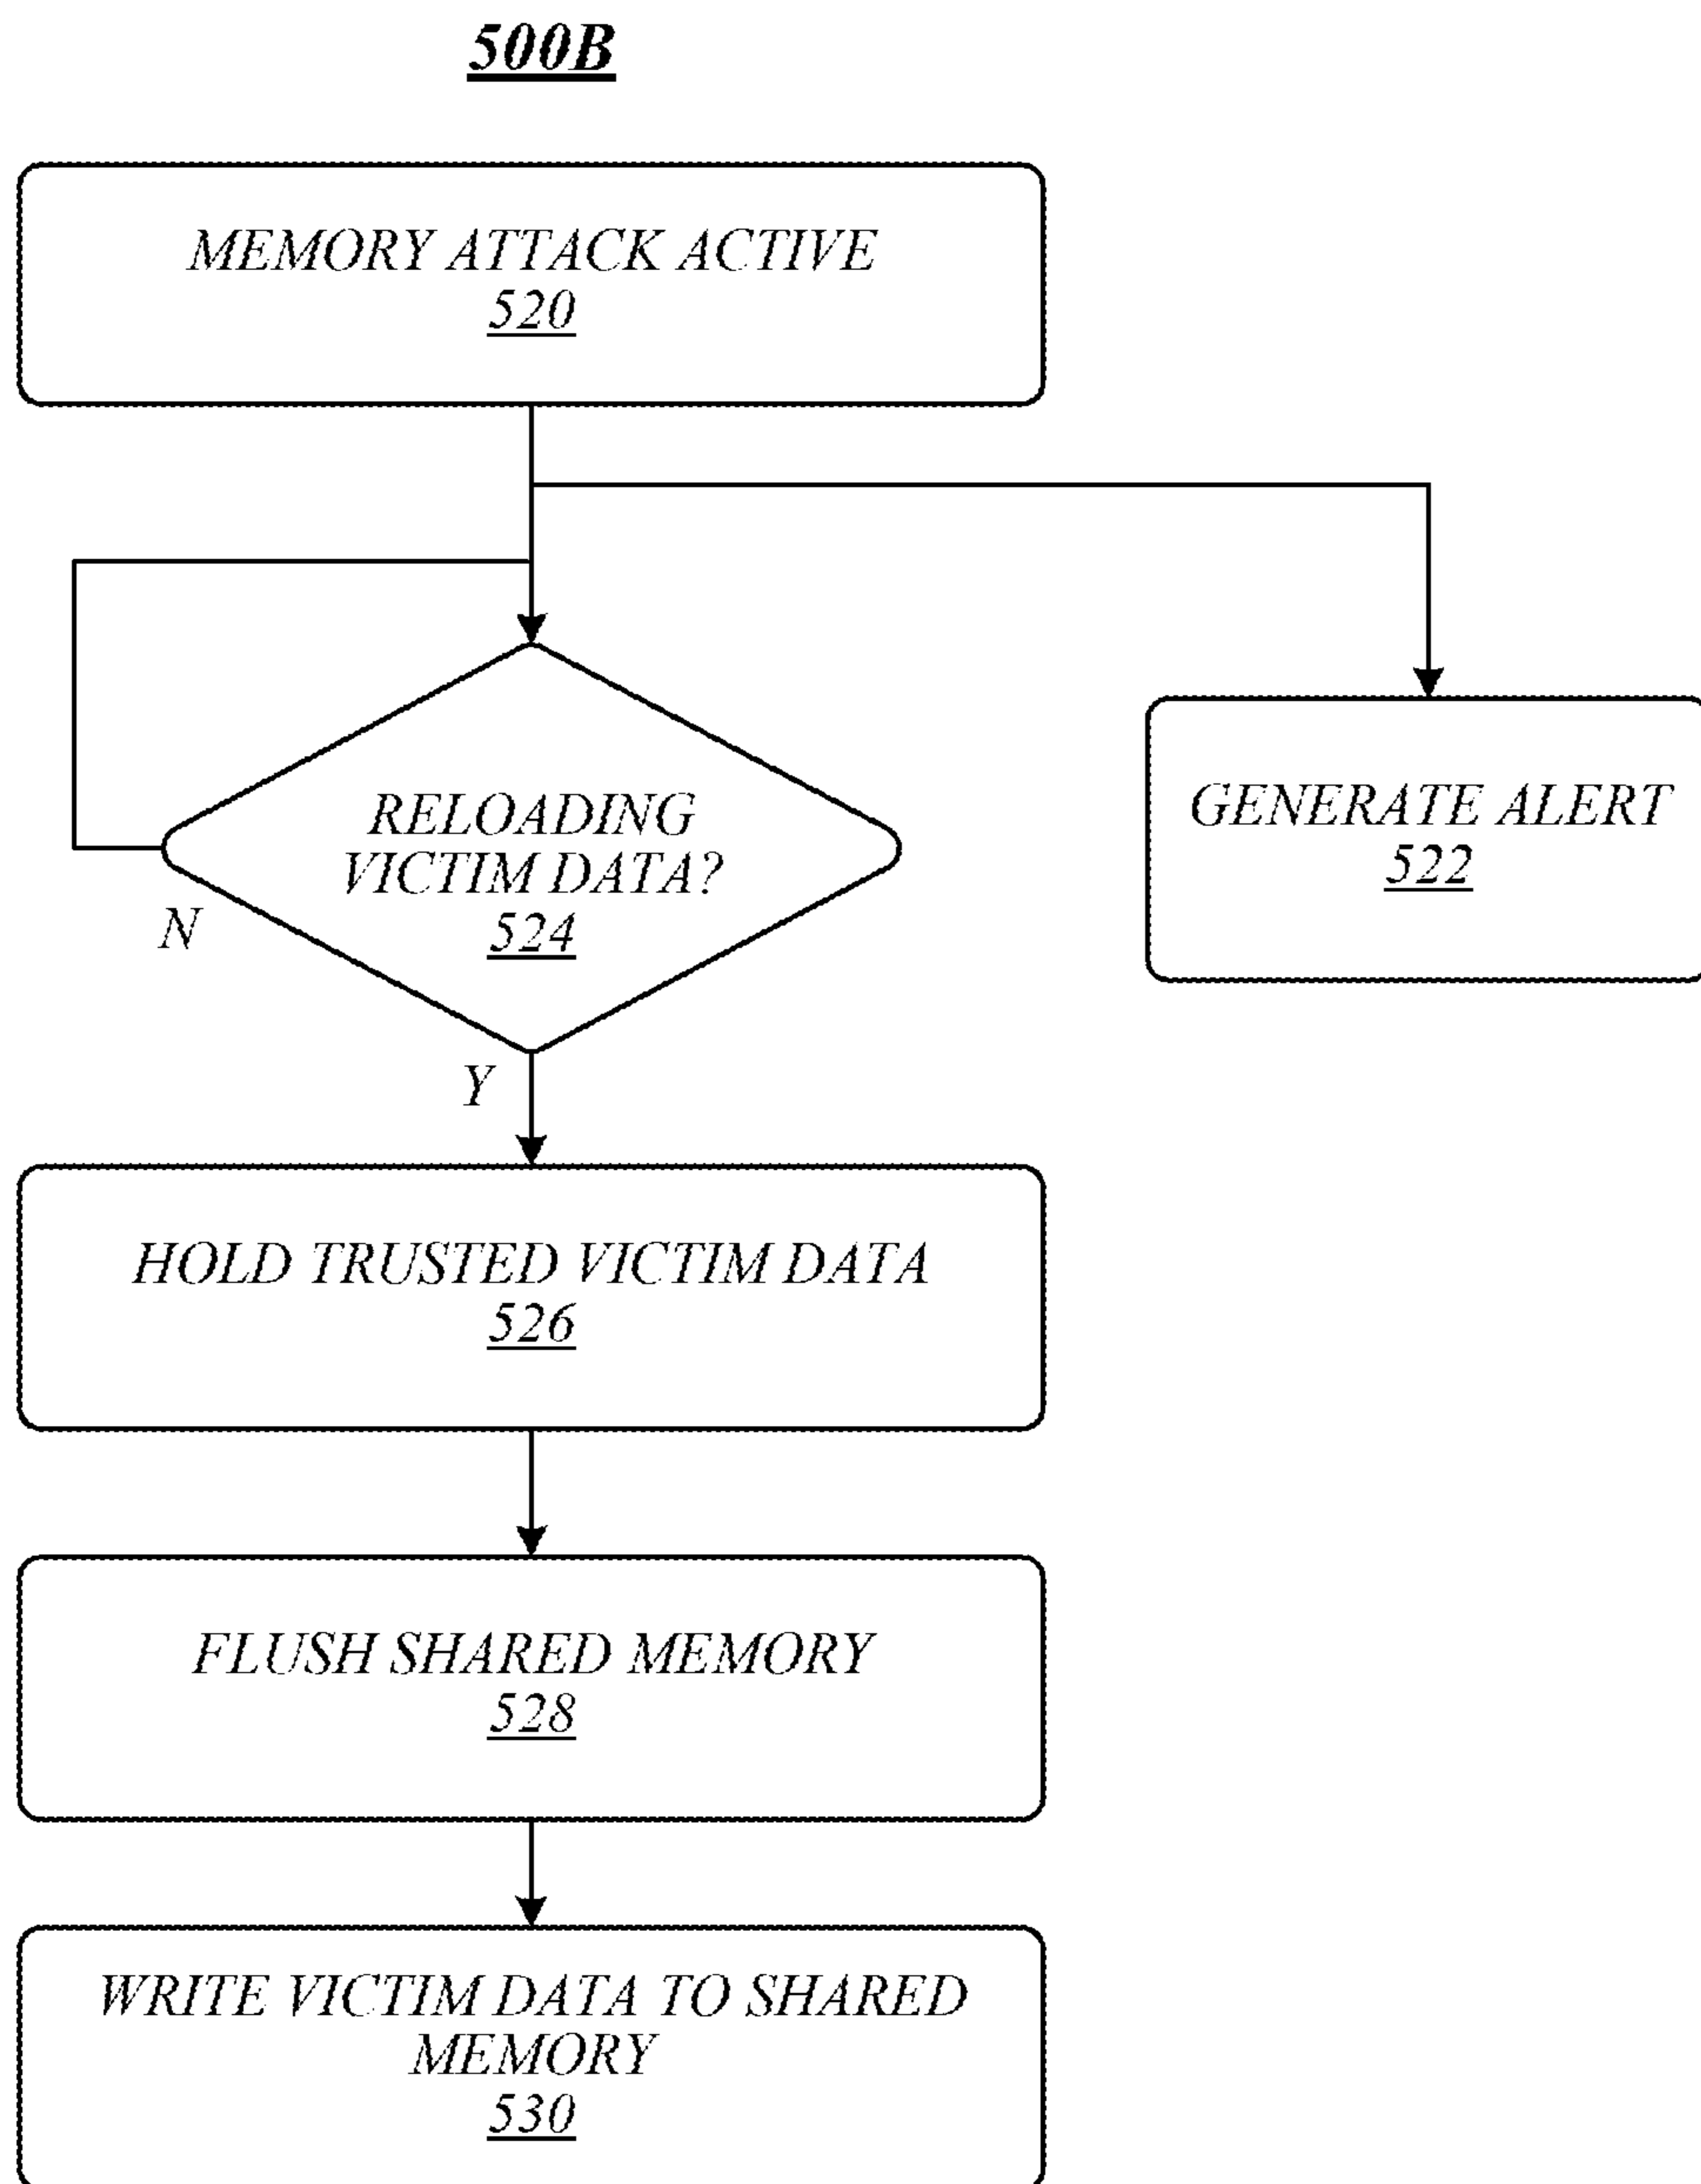 500B
MEMORY ATTACK ACTIVE
520
RELOADING
VICTIM DATA?
524
N
GENERATE ALERT
522
Y
HOLD TRUSTED VICTIM DATA
526
FLUSH SHARED MEMORY
528
WRITE VICTIM DATA TO SHARED
MEMORY
530